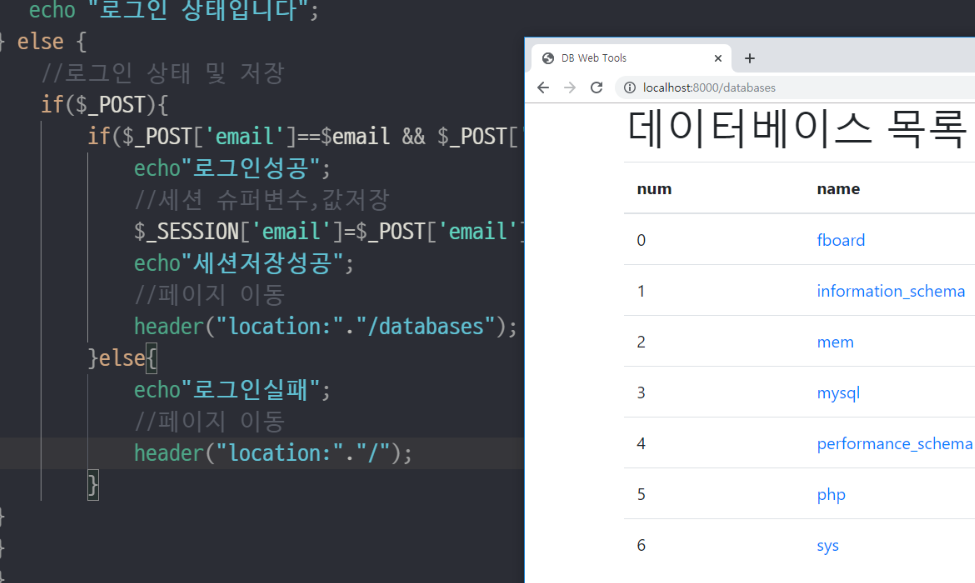 echo "로그인 상태입니다";
} else {
//로그인 상태 및 저장
if($_POST){
if($_POST['email']==$email && $_POST['
echo"로그인성공";
//세션 슈퍼변수,값저장
$_SESSION['email']=$_POST['email']
echo"세션저장성공";
//페이지 이동
header("location:"."/databases");
}else{
echo"로그인실패";
//페이지 이동
header("location:"."/");
}
}
}
}
DB Web Tools
localhost:8000/databases
데이터베이스 목록
num name
0 fboard
1 information_schema
2 mem
3 mysql
4 performance_schema
5 php
6 sys